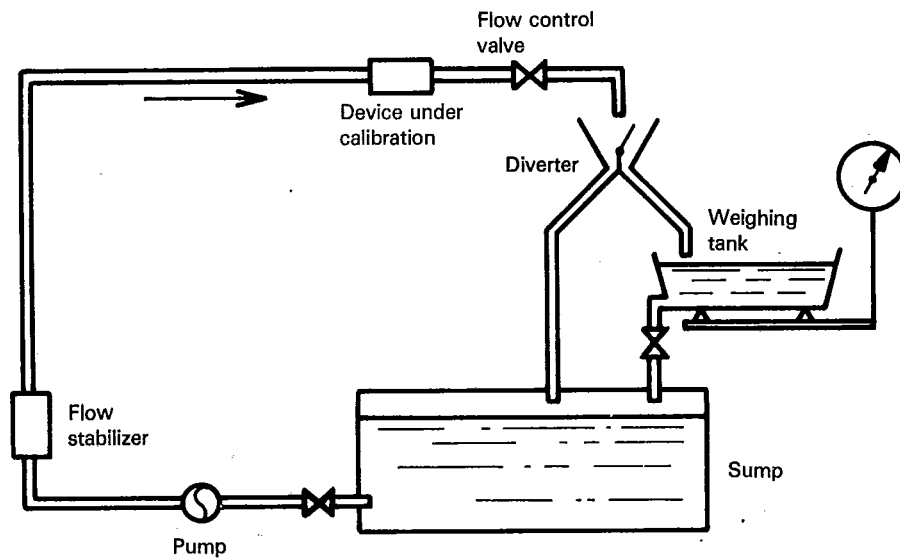 Flow control
valve
Device under
calibration
Diverter
Weighing
tank
Flow
stabilizer
Sump
Pump